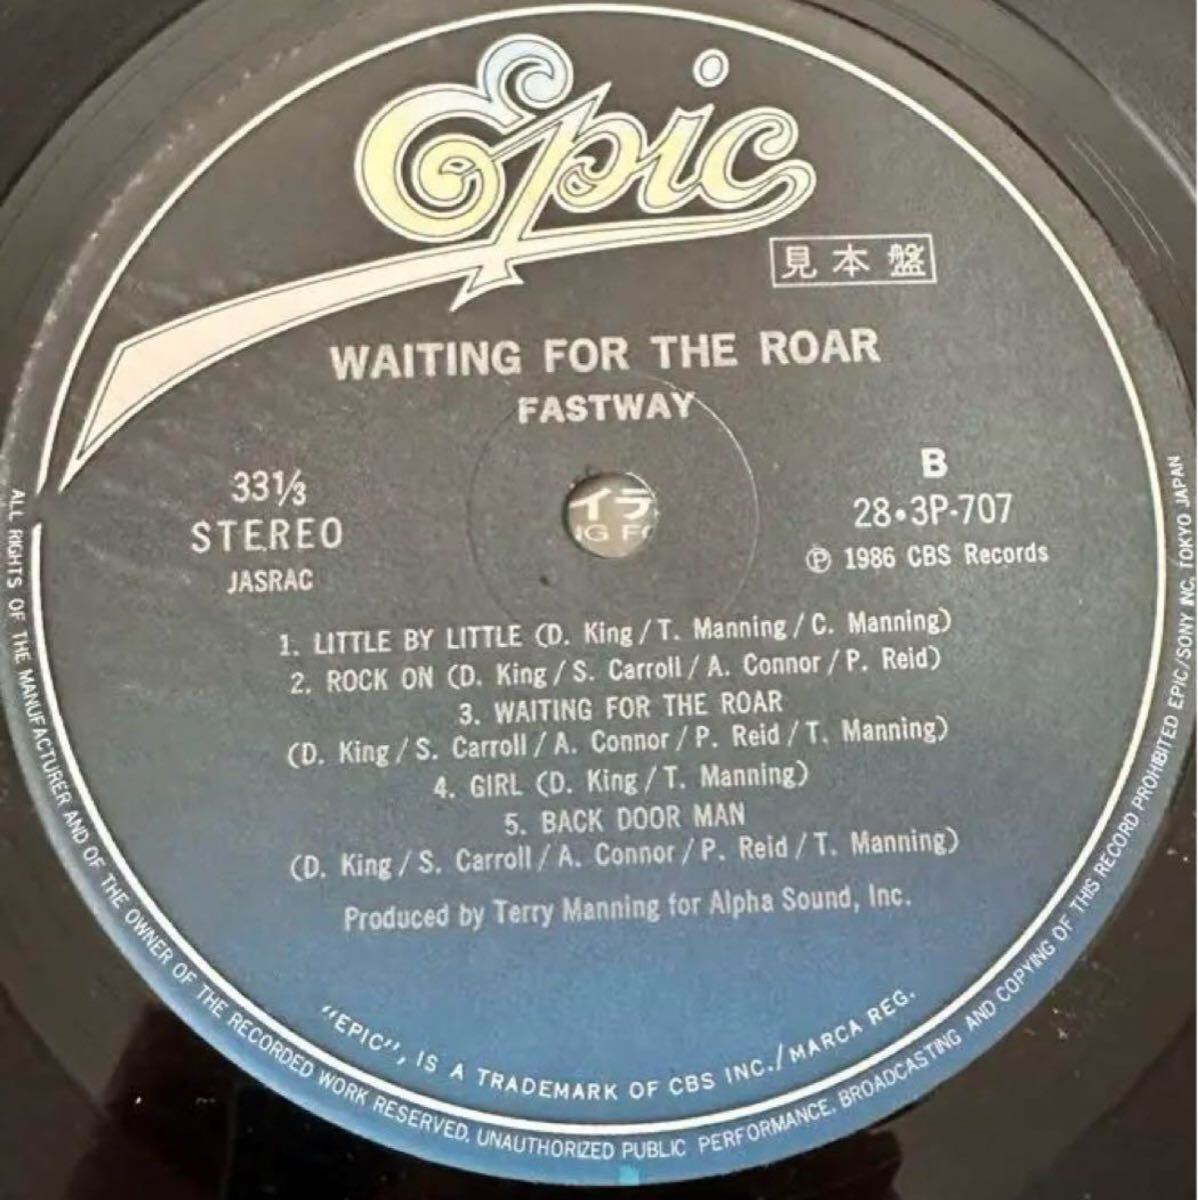 Epic
見本盤
WAITING FOR THE ROAR
FASTWAY
33⅓
STEREO
JASRAC
B
28・3P-707
Ⓟ 1986 CBS Records
イラ
NG FO
1. LITTLE BY LITTLE (D. King/T. Manning/C. Manning)
2. ROCK ON (D. King/S. Carroll/A. Connor/P. Reid)
3. WAITING FOR THE ROAR
(D. King/S. Carroll/A. Connor/P. Reid/T. Manning)
4. GIRL (D. King/T. Manning)
5. BACK DOOR MAN
(D. King/S. Carroll/A. Connor/P. Reid/T. Manning)
Produced by Terry Manning for Alpha Sound, Inc.
"EPIC", IS A TRADEMARK OF CBS INC./MARCA REG.
ALL RIGHTS OF THE MANUFACTURER AND OF THE OWNER OF THE RECORDED WORK RESERVED. UNAUTHORIZED PUBLIC PERFORMANCE. BROADCASTING AND COPYING OF THIS RECORD PROHIBITED EPIC/SONY INC. TOKYO JAPAN